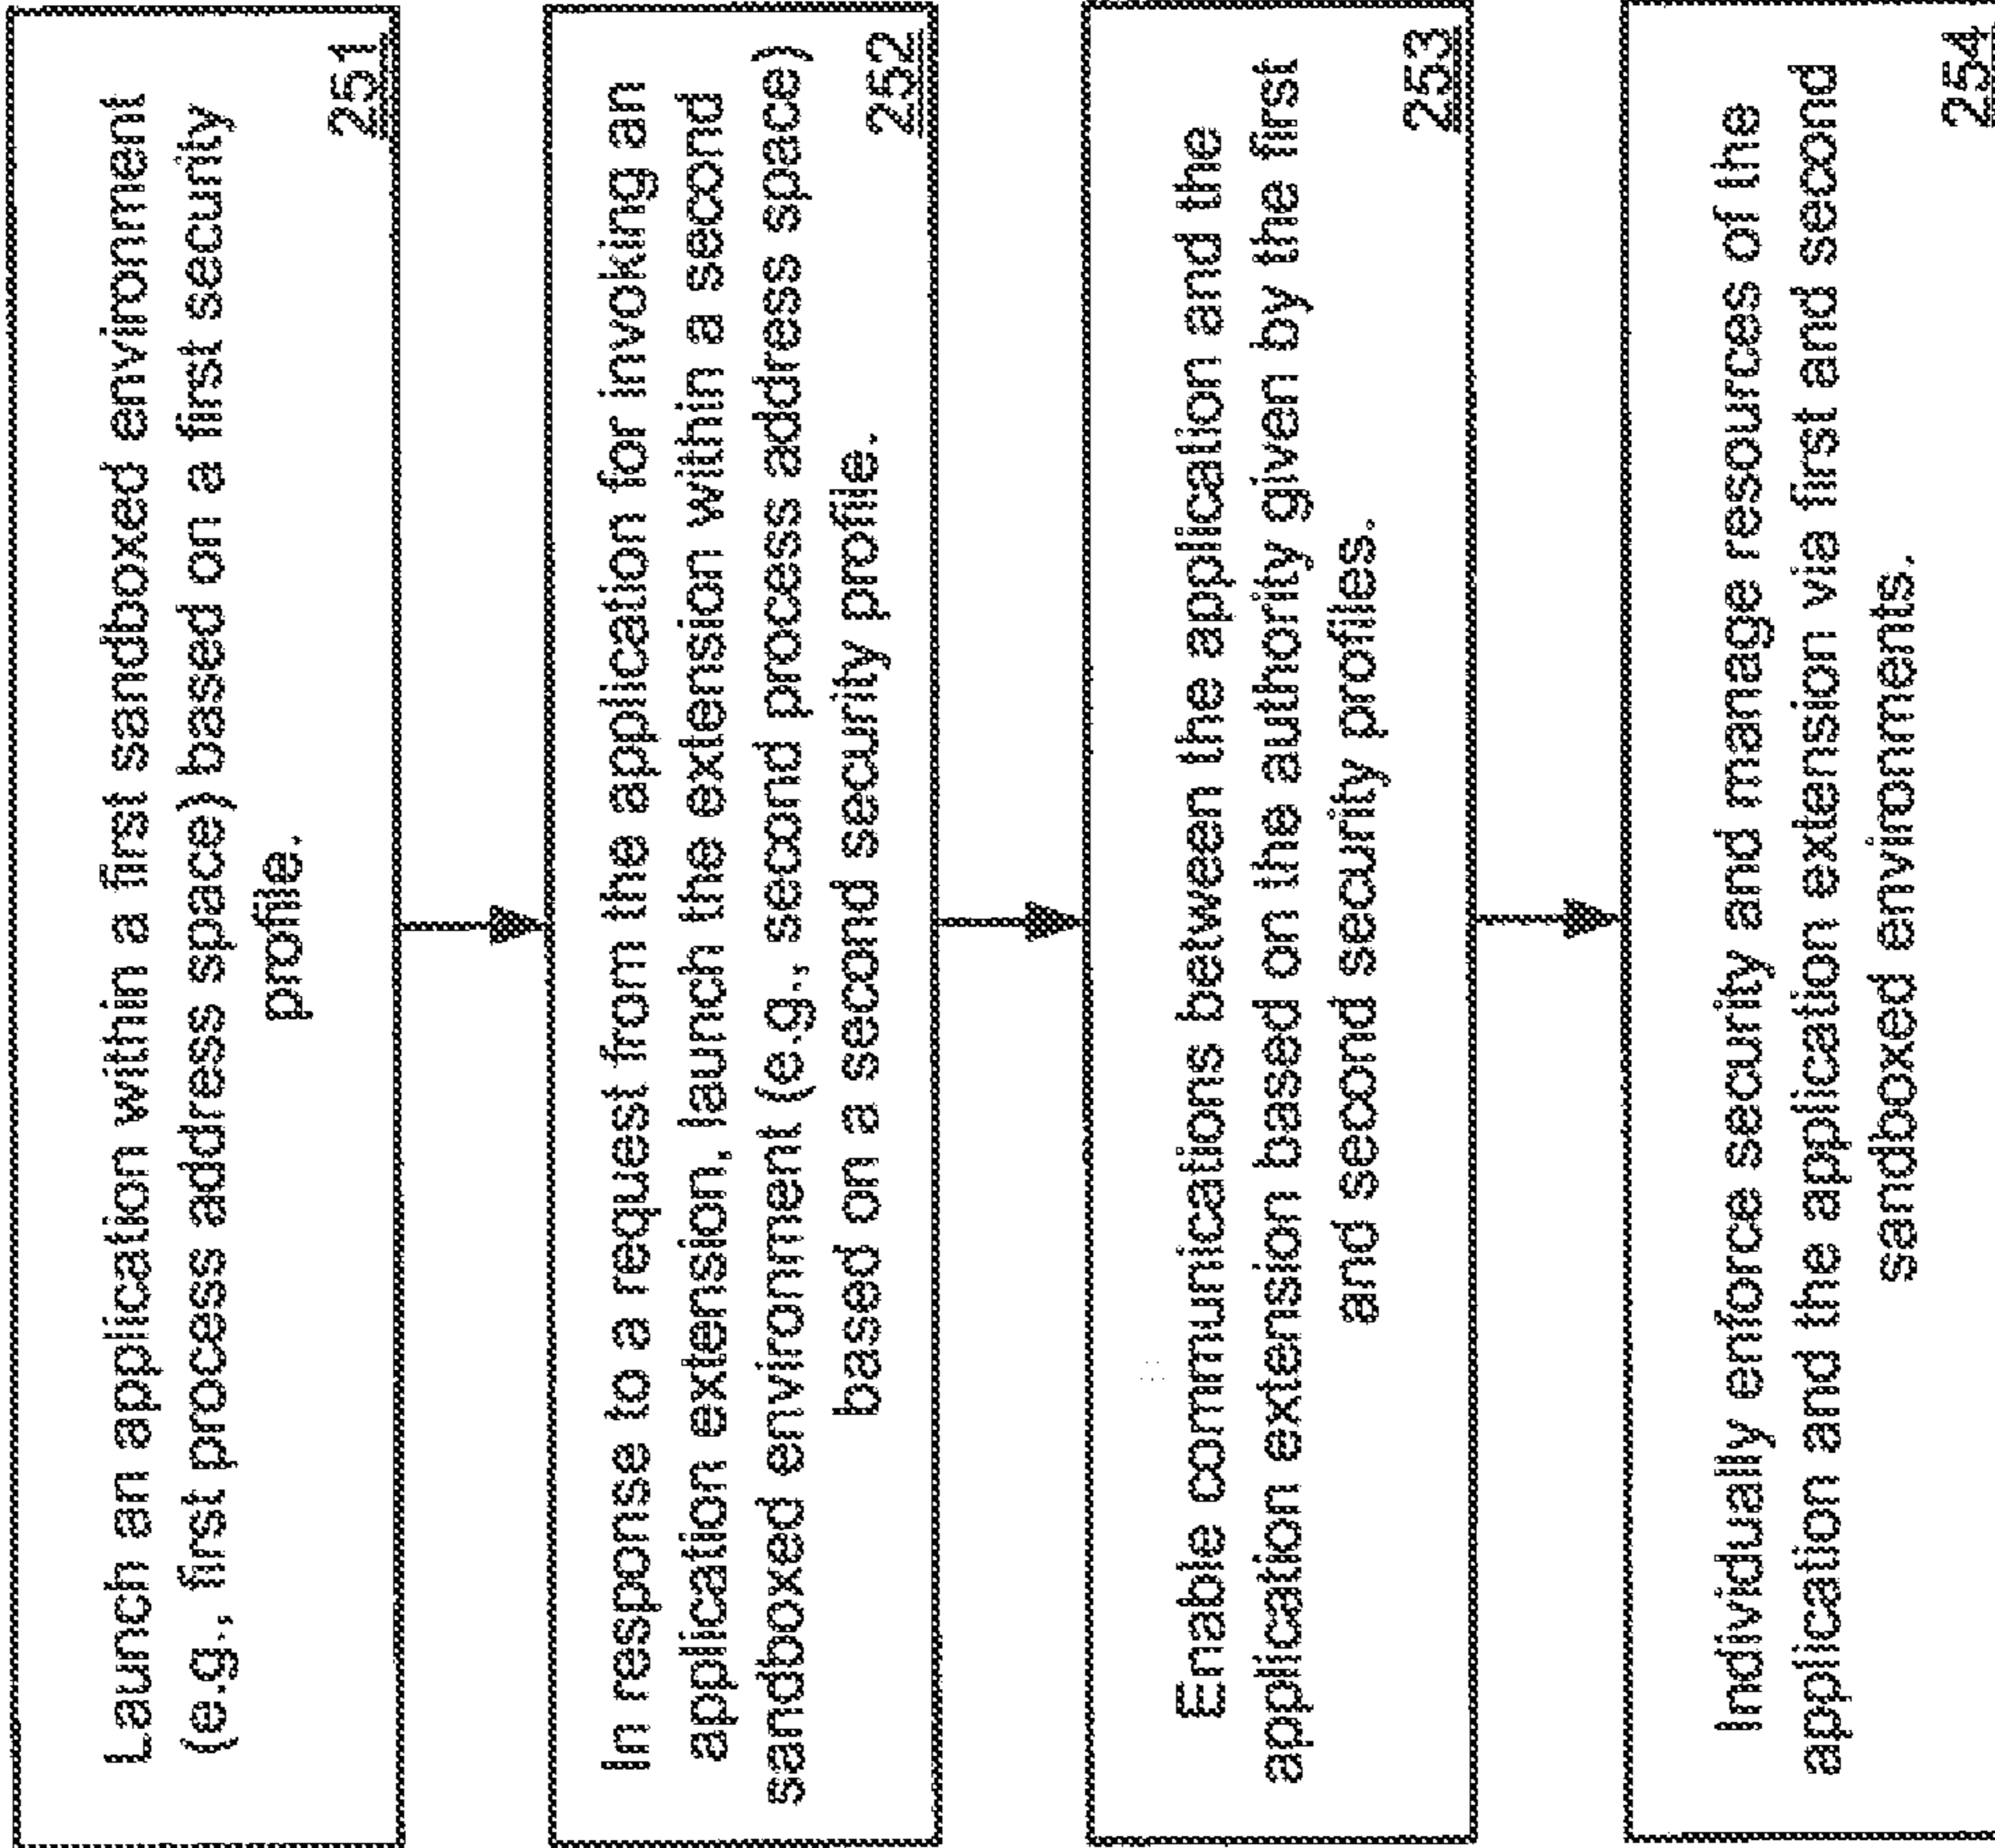 Launch an application within a first sandboxed environment
(e.g., first process address space) based on a first security
profile.
251
In response to a request from the application for invoking an
application extension, launch the extension within a second
sandboxed environment (e.g., second process address space)
based on a second security profile.
252
Enable communications between the application and the
application extension based on the authority given by the first
and second security profiles.
253
Individually enforce security and manage resources of the
application and the application extension via first and second
sandboxed environments.
254